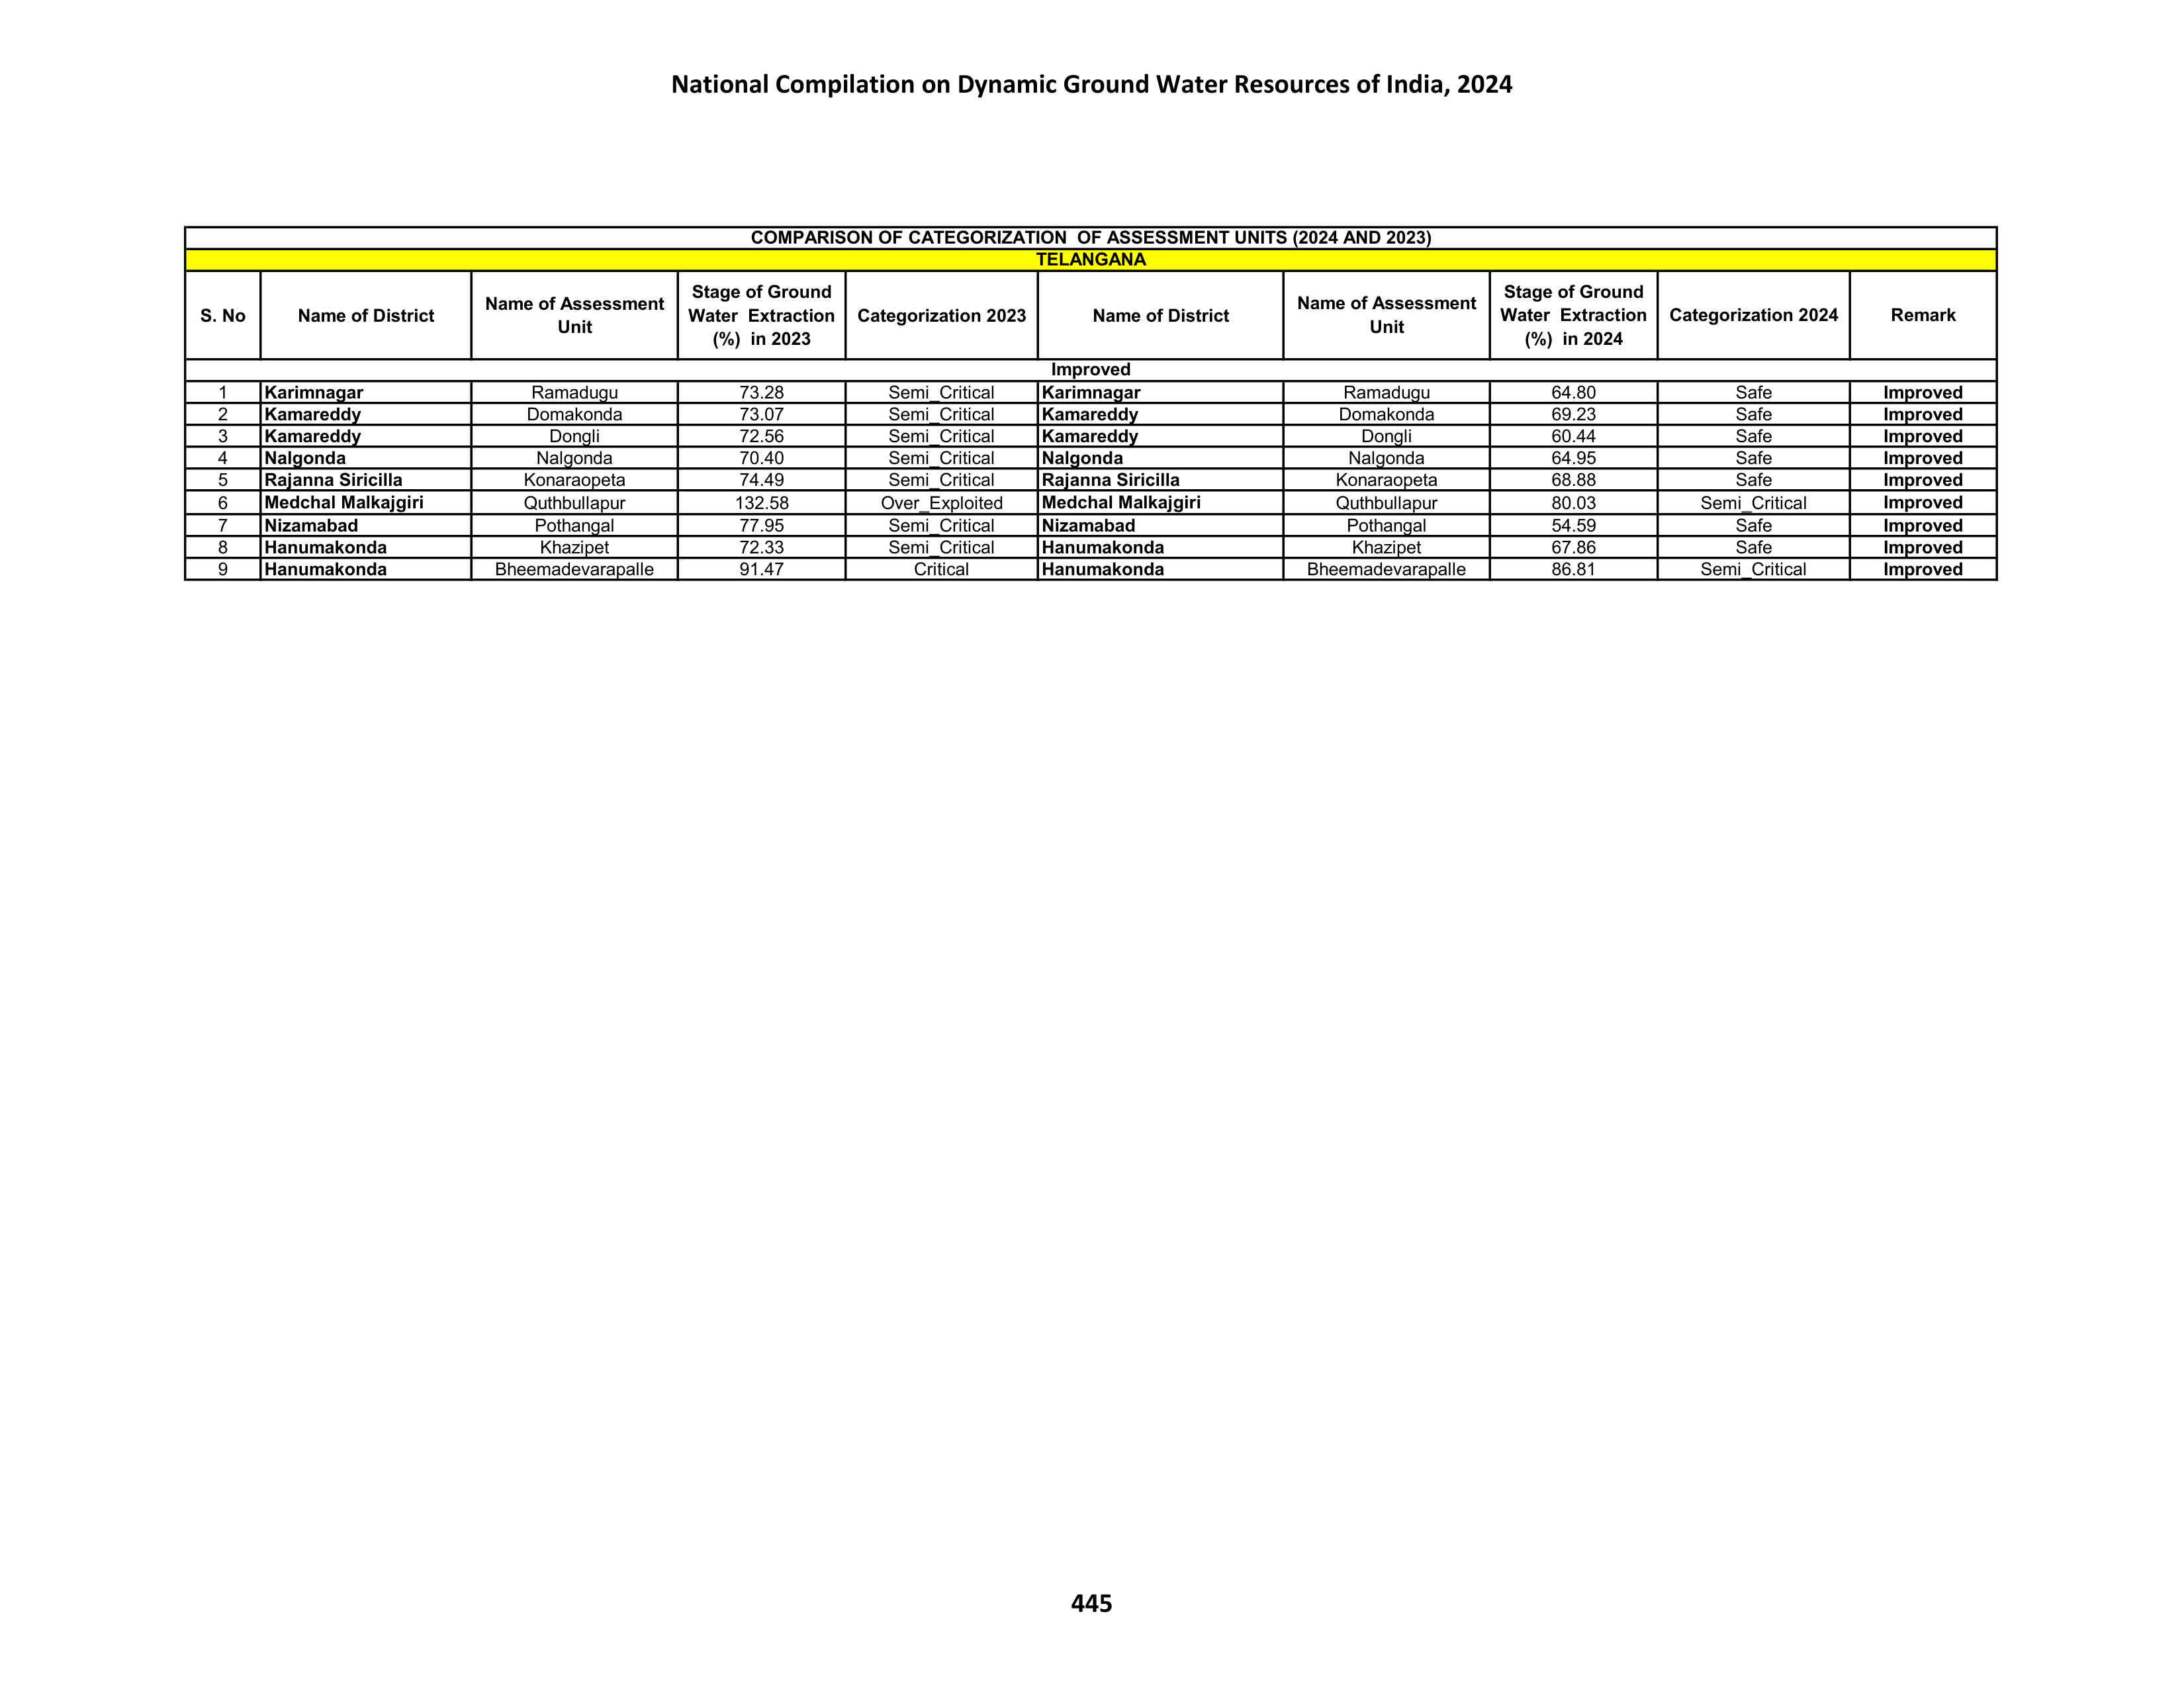 National Compilation on Dynamic Ground Water Resources of India, 2024
COMPARISON OF CATEGORIZATION OF ASSESSMENT UNITS (2024 AND 2023)
TELANGANA
S. No | Name of District | Name of Assessment Unit | Stage of Ground Water Extraction (%) in 2023 | Categorization 2023 | Name of District | Name of Assessment Unit | Stage of Ground Water Extraction (%) in 2024 | Categorization 2024 | Remark
Improved
1 | Karimnagar | Ramadugu | 73.28 | Semi_Critical | Karimnagar | Ramadugu | 64.80 | Safe | Improved
2 | Kamareddy | Domakonda | 73.07 | Semi_Critical | Kamareddy | Domakonda | 69.23 | Safe | Improved
3 | Kamareddy | Dongli | 72.56 | Semi_Critical | Kamareddy | Dongli | 60.44 | Safe | Improved
4 | Nalgonda | Nalgonda | 70.40 | Semi_Critical | Nalgonda | Nalgonda | 64.95 | Safe | Improved
5 | Rajanna Siricilla | Konaraopeta | 74.49 | Semi_Critical | Rajanna Siricilla | Konaraopeta | 68.88 | Safe | Improved
6 | Medchal Malkajgiri | Quthbullapur | 132.58 | Over_Exploited | Medchal Malkajgiri | Quthbullapur | 80.03 | Semi_Critical | Improved
7 | Nizamabad | Pothangal | 77.95 | Semi_Critical | Nizamabad | Pothangal | 54.59 | Safe | Improved
8 | Hanumakonda | Khazipet | 72.33 | Semi_Critical | Hanumakonda | Khazipet | 67.86 | Safe | Improved
9 | Hanumakonda | Bheemadevarapalle | 91.47 | Critical | Hanumakonda | Bheemadevarapalle | 86.81 | Semi_Critical | Improved
445